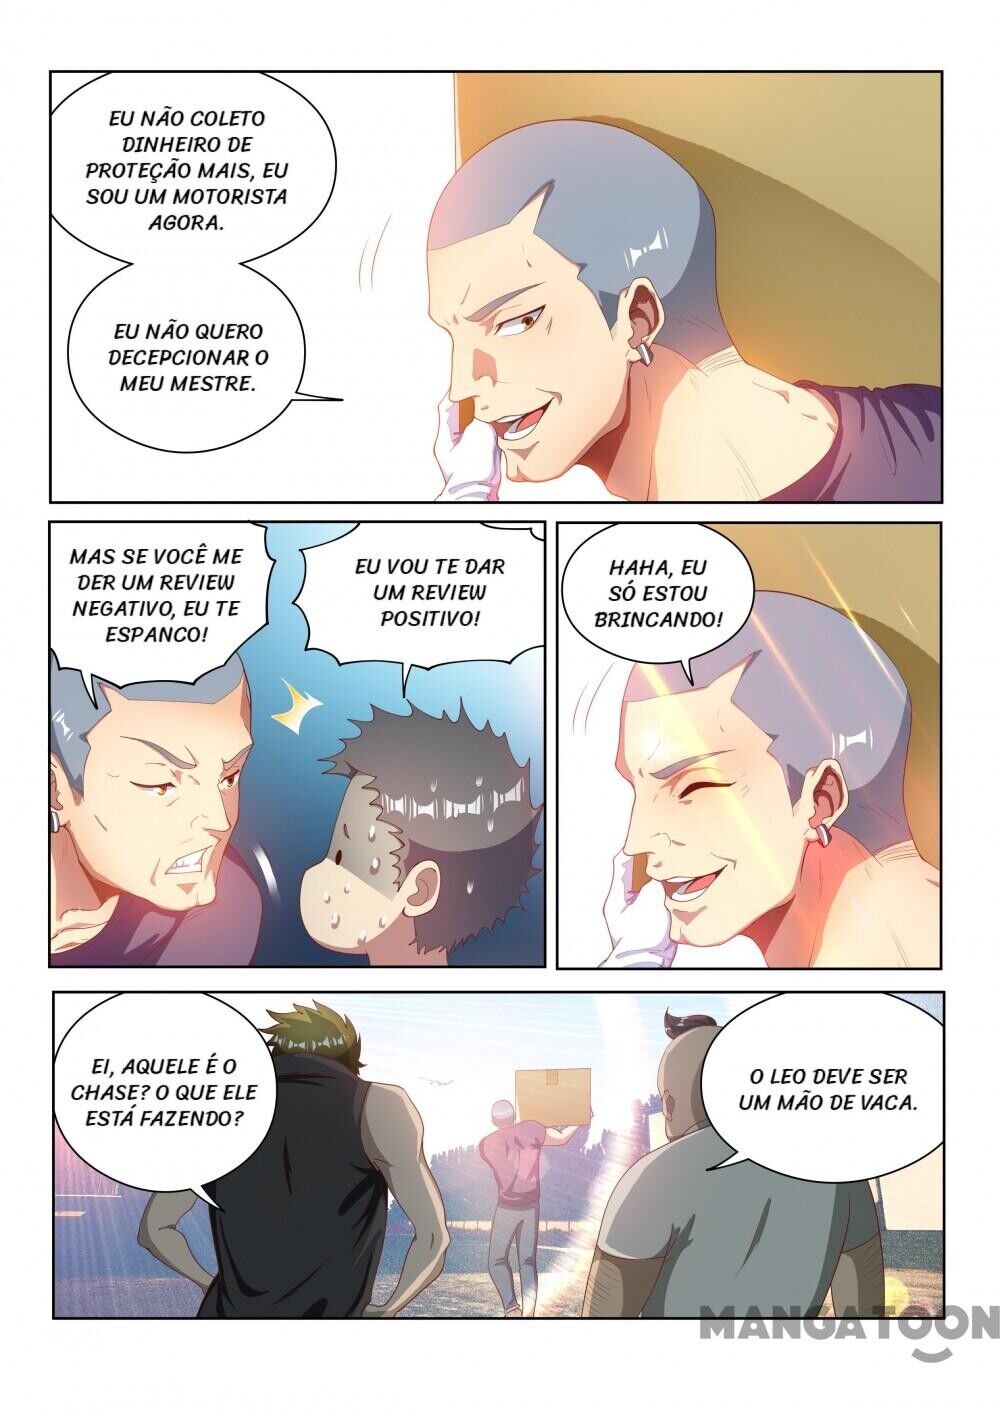 EU NÃO COLETO
DINHEIRO DE
PROTEÇÃO MAIS, EU
SOU UM MOTORISTA
AGORA.
EU NÃO QUERO
DECEPCIONAR O
MEU MESTRE.
MAS SE VOCÊ ME
DER UM REVIEW
NEGATIVO, EU TE
ESPANCO!
EU VOU TE DAR
UM REVIEW
POSITIVO!
HAHA, EU
SÓ ESTOU
BRINCANDO!
EI, AQUELE É O
CHASE? O QUE ELE
ESTÁ FAZENDO?
O LEO DEVE SER
UM MÃO DE VACA.
MANGATOON